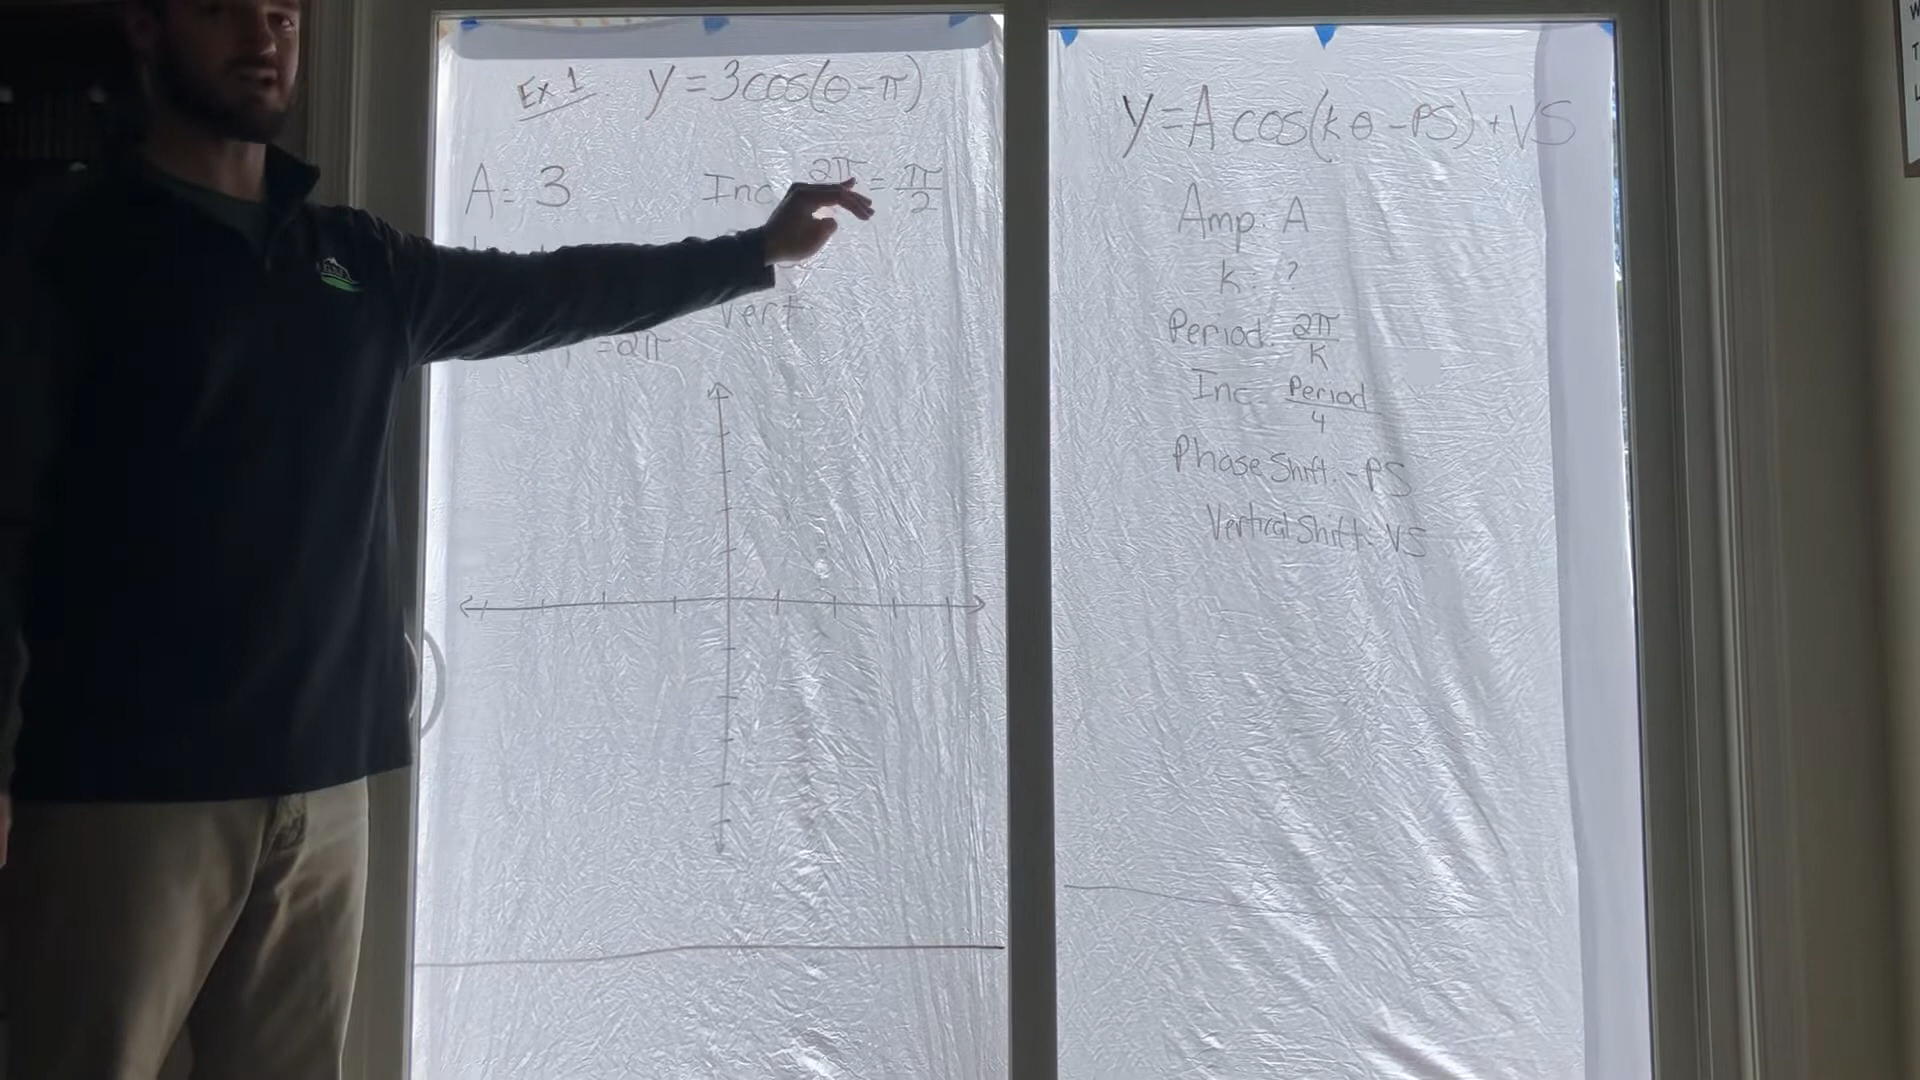 Ex 1. y = 3cos(θ - π)
A = 3
Inc 2π = π/2
Vert.
= 2π
y = A cos(kθ - PS) + VS
Amp. A
k: ?
Period: 2π/K
Inc. Period/4
Phase Shift: -PS
Vertical Shift: VS